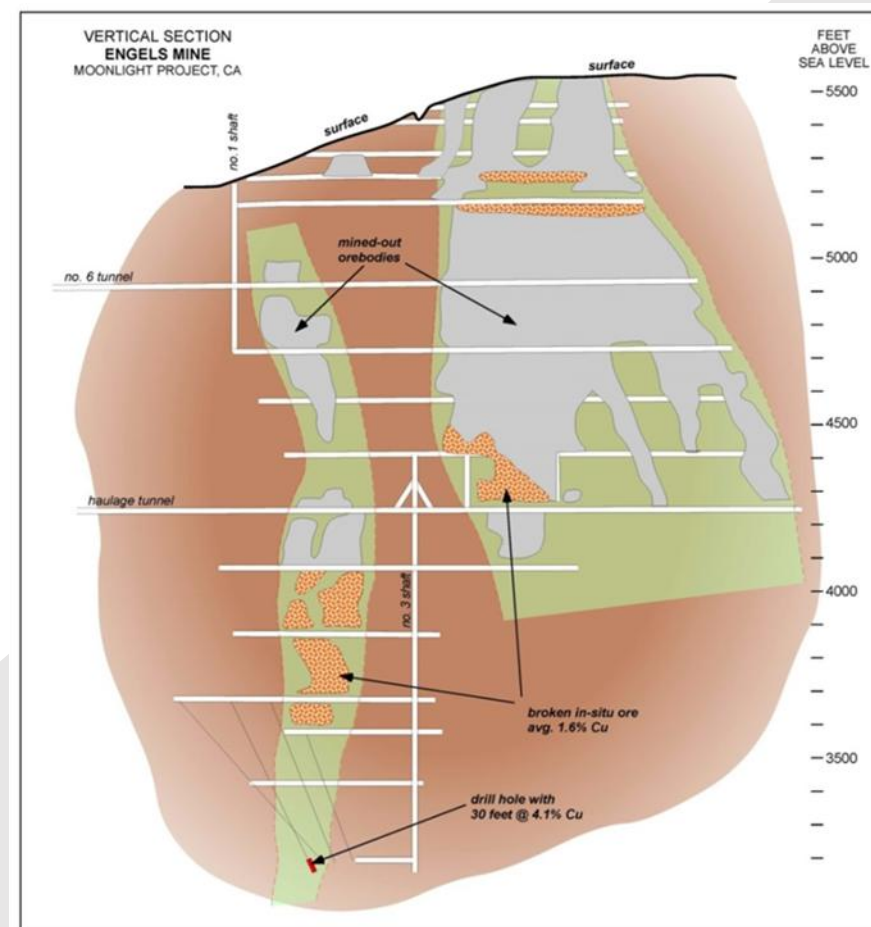 VERTICAL SECTION
ENGELS MINE
MOONLIGHT PROJECT, CA
FEET
ABOVE
SEA LEVEL
surface
surface
5500
no.1 shaft
mined-out
orebodies
5000
no. 6 tunnel
4500
haulage tunnel
4000
no. 3 shaft
broken in-situ ore
avg. 1.6% Cu
3500
drill hole with
30 feet @ 4.1% Cu